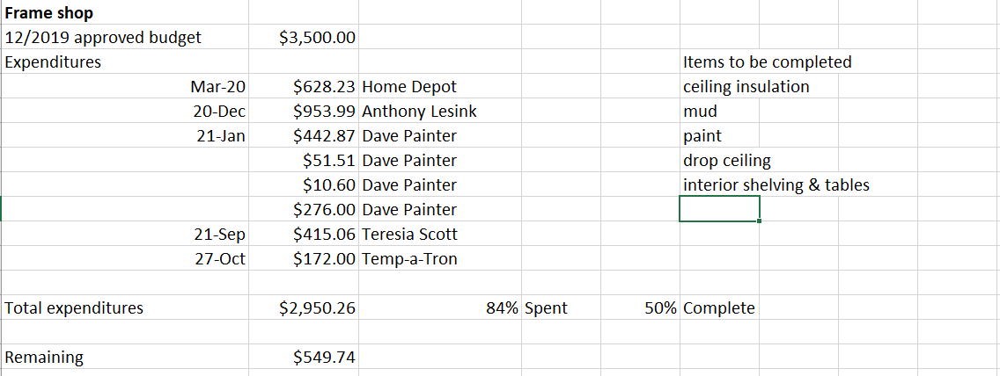 Frame shop
12/2019 approved budget $3,500.00
Expenditures Items to be completed
Mar-20 $628.23 Home Depot ceiling insulation
20-Dec $953.99 Anthony Lesink mud
21-Jan $442.87 Dave Painter paint
$51.51 Dave Painter drop ceiling
$10.60 Dave Painter interior shelving & tables
$276.00 Dave Painter
21-Sep $415.06 Teresia Scott
27-Oct $172.00 Temp-a-Tron
Total expenditures $2,950.26 84% Spent 50% Complete
Remaining $549.74